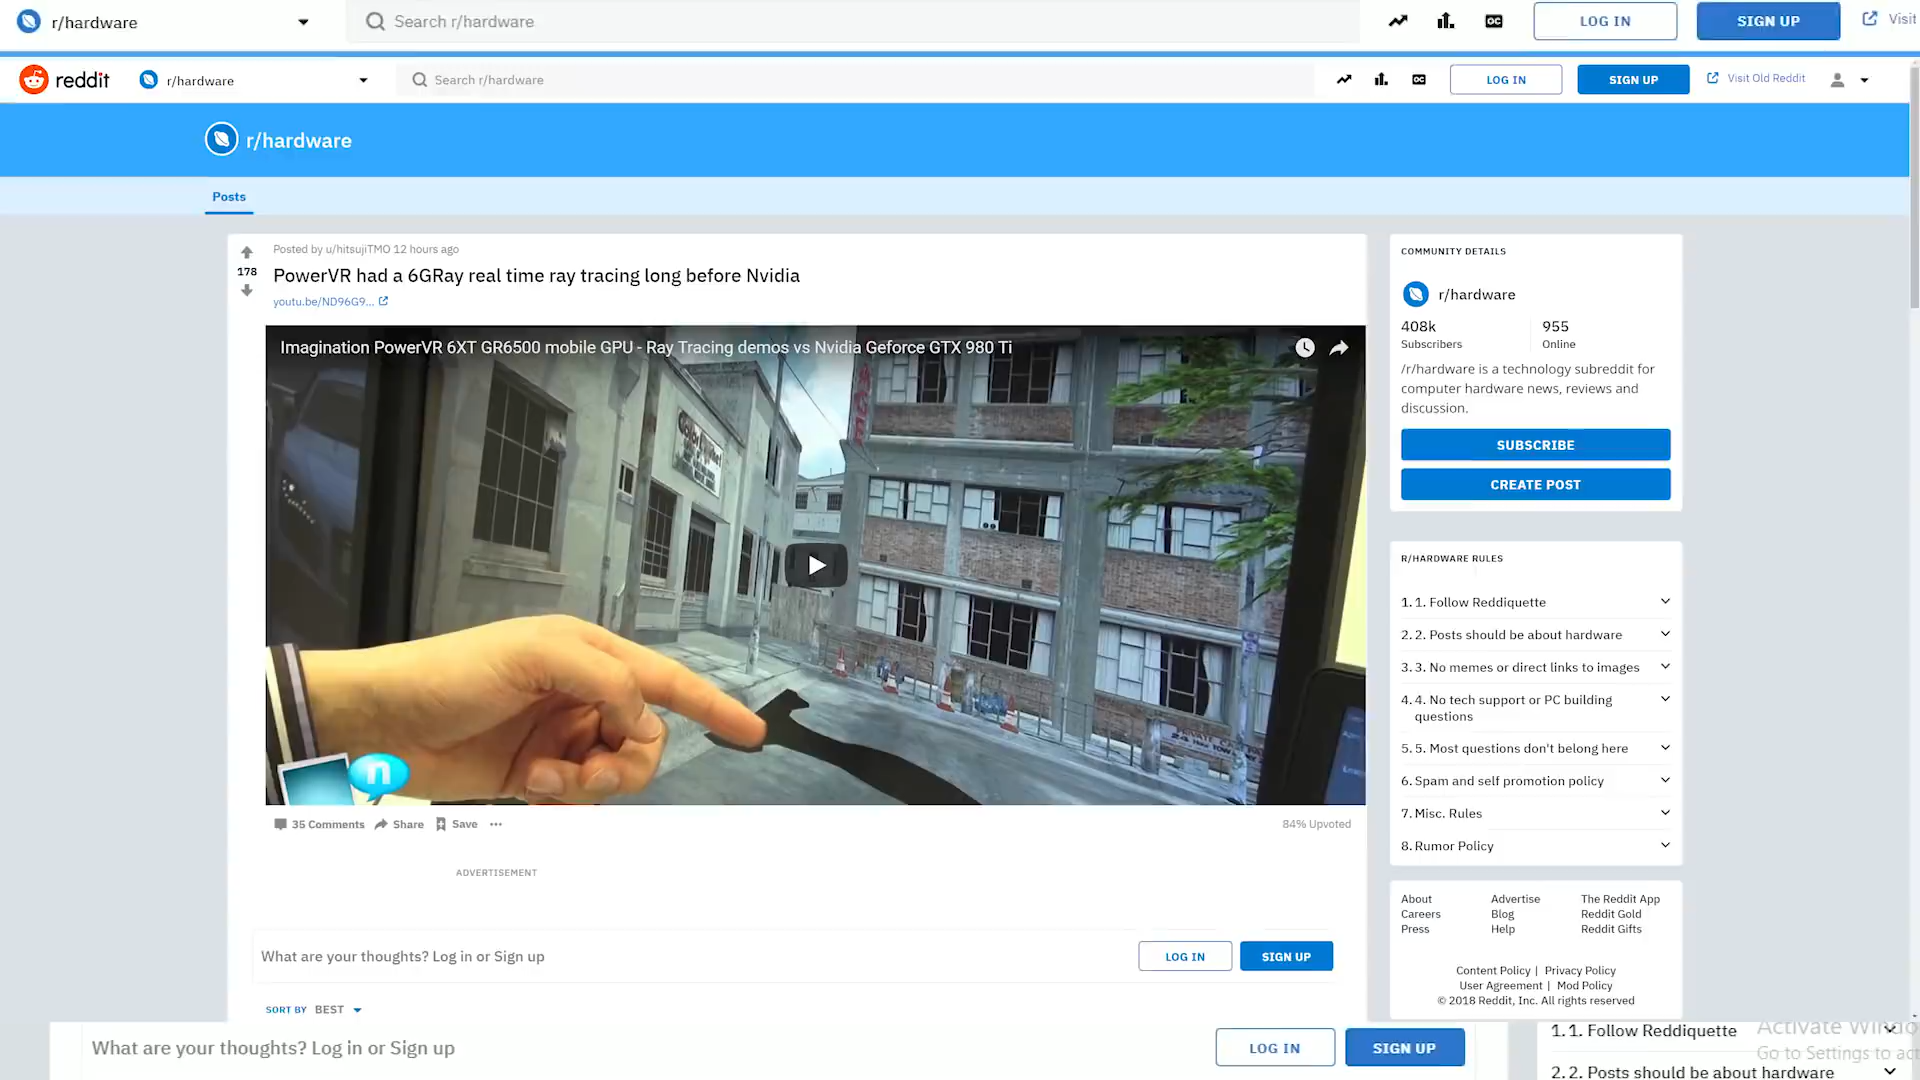 r/hardware
Search r/hardware
LOG IN
SIGN UP
Visit
reddit
r/hardware
Search r/hardware
LOG IN
SIGN UP
Visit Old Reddit
r/hardware
Posts
Posted by u/hitsujiTMO 12 hours ago
178
PowerVR had a 6GRay real time ray tracing long before Nvidia
youtu.be/ND96G9...
Imagination PowerVR 6XT GR6500 mobile GPU - Ray Tracing demos vs Nvidia Geforce GTX 980 Ti
n
35 Comments
Share
Save
84% Upvoted
ADVERTISEMENT
What are your thoughts? Log in or Sign up
LOG IN
SIGN UP
SORT BY BEST
COMMUNITY DETAILS
r/hardware
408k
Subscribers
955
Online
/r/hardware is a technology subreddit for
computer hardware news, reviews and
discussion.
SUBSCRIBE
CREATE POST
R/HARDWARE RULES
1. 1. Follow Reddiquette
2. 2. Posts should be about hardware
3. 3. No memes or direct links to images
4. 4. No tech support or PC building
questions
5. 5. Most questions don't belong here
6. Spam and self promotion policy
7. Misc. Rules
8. Rumor Policy
About
Advertise
The Reddit App
Careers
Blog
Reddit Gold
Press
Help
Reddit Gifts
Content Policy | Privacy Policy
User Agreement | Mod Policy
© 2018 Reddit, Inc. All rights reserved
What are your thoughts? Log in or Sign up
LOG IN
SIGN UP
1. 1. Follow Reddiquette
2. 2. Posts should be about hardware
Activate Windo
Go to Settings to act